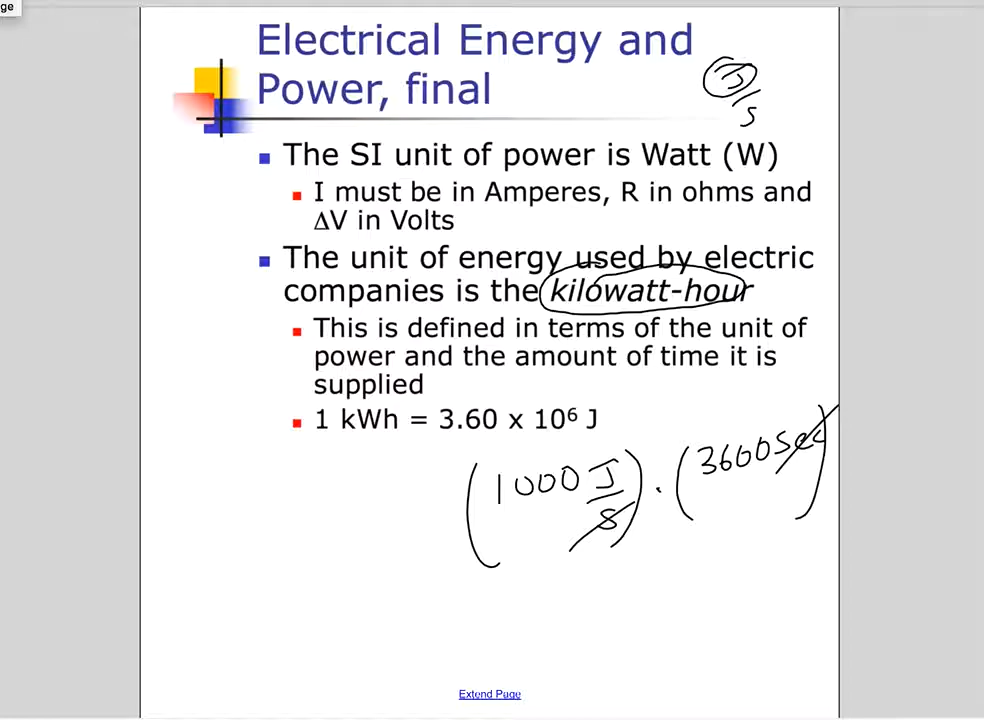 ge
Electrical Energy and
Power, final
J/s
The SI unit of power is Watt (W)
I must be in Amperes, R in ohms and
ΔV in Volts
The unit of energy used by electric
companies is the kilowatt-hour
This is defined in terms of the unit of
power and the amount of time it is
supplied
1 kWh = 3.60 x 10⁶ J
(1000 J/s) · (3600 sec)
Extend Page